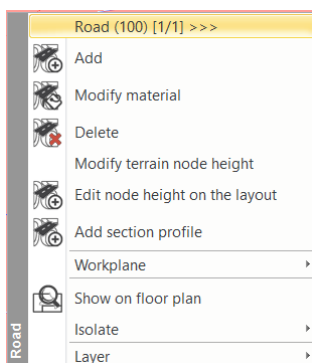 Road (100) [1/1] >>>
Add
Modify material
Delete
Modify terrain node height
Edit node height on the layout
Add section profile
Workplane
Show on floor plan
Isolate
Layer
Road